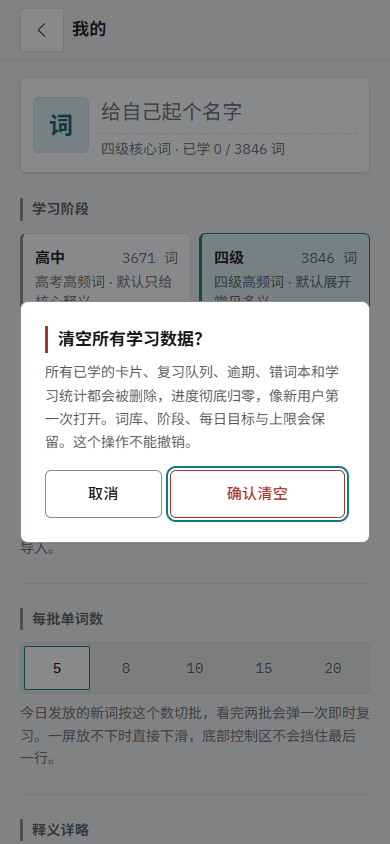 我的
词
给自己起个名字
四级核心词 · 已学 0 / 3846 词
学习阶段
高中 3671 词
四级 3846 词
高考高频词 · 默认只给
四级高频词 · 默认展开
清空所有学习数据？
所有已学的卡片、复习队列、逾期、错词本和学
习统计都会被删除，进度彻底归零，像新用户第
一次打开。词库、阶段、每日目标与上限会保
留。这个操作不能撤销。
取消
确认清空
导入。
每批单词数
5 8 10 15 20
今日发放的新词按这个数切批，看完两批会弹一次即时复
习。一屏放不下时直接下滑，底部控制区不会挡住最后
一行。
释义详略